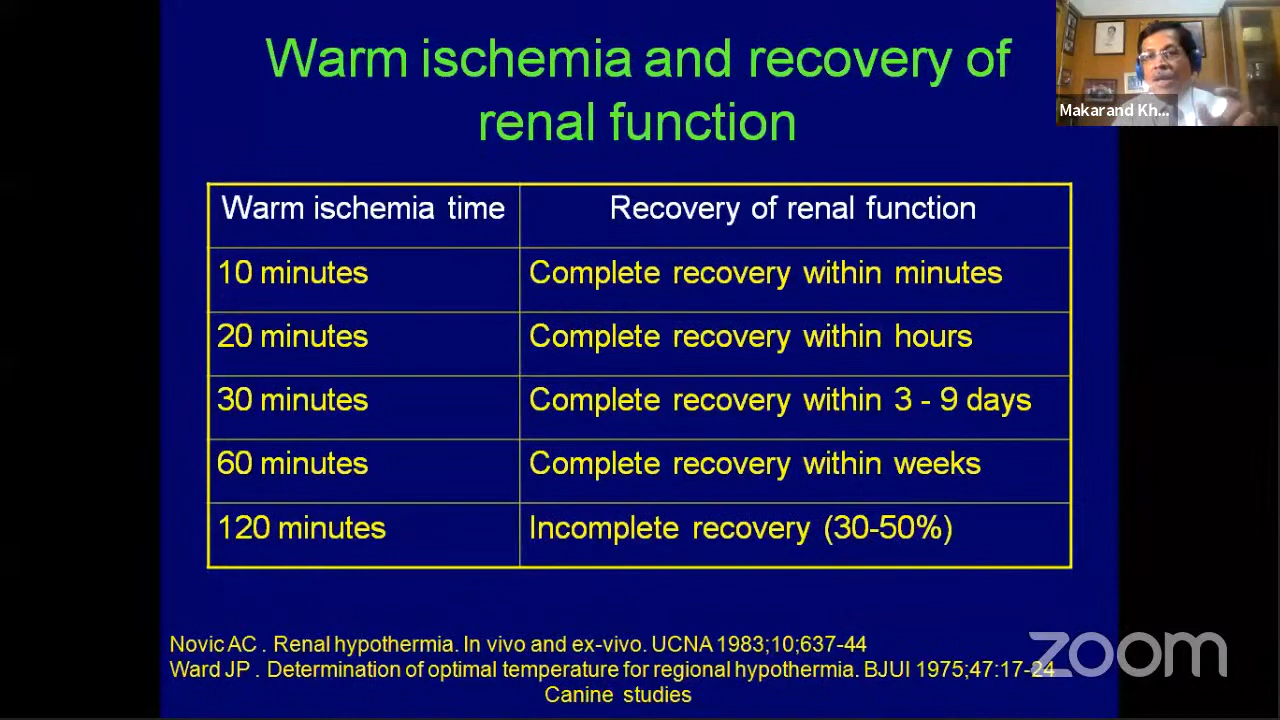 Warm ischemia and recovery of
renal function
Makarand Kh...
Warm ischemia time Recovery of renal function
10 minutes Complete recovery within minutes
20 minutes Complete recovery within hours
30 minutes Complete recovery within 3 - 9 days
60 minutes Complete recovery within weeks
120 minutes Incomplete recovery (30-50%)
Novic AC . Renal hypothermia. In vivo and ex-vivo. UCNA 1983;10;637-44
Ward JP . Determination of optimal temperature for regional hypothermia. BJUI 1975;47:17-24
Canine studies
zoom